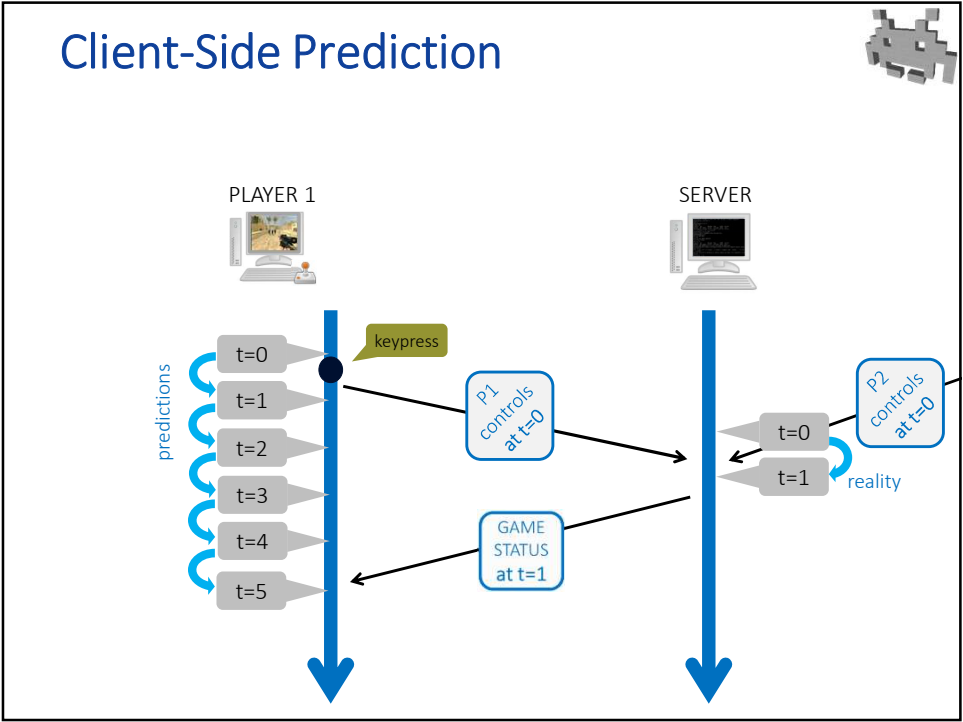 Client-Side Prediction
PLAYER 1
SERVER
keypress
predictions
t=0
t=1
t=2
t=3
t=4
t=5
P1
controls
at t=0
P2
controls
at t=0
t=0
t=1
reality
GAME
STATUS
at t=1